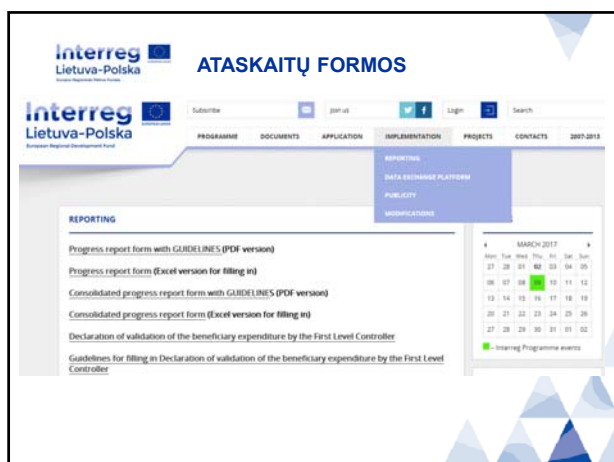 Interreg
Lietuva-Polska
European Regional Development Fund
ATASKAITŲ FORMOS
Interreg
Lietuva-Polska
European Regional Development Fund
Subscribe
Join us
Login
Search
PROGRAMME DOCUMENTS APPLICATION IMPLEMENTATION PROJECTS CONTACTS 2007-2013
REPORTING
DATA EXCHANGE PLATFORM
PUBLICITY
MODIFICATIONS
REPORTING
Progress report form with GUIDELINES (PDF version)
Progress report form (Excel version for filling in)
Consolidated progress report form with GUIDELINES (PDF version)
Consolidated progress report form (Excel version for filling in)
Declaration of validation of the beneficiary expenditure by the First Level Controller
Guidelines for filling in Declaration of validation of the beneficiary expenditure by the First Level
Controller
MARCH 2017
Mon Tue Wed Thu Fri Sat Sun
27 28 01 02 03 04 05
06 07 08 09 10 11 12
13 14 15 16 17 18 19
20 21 22 23 24 25 26
27 28 29 30 31 01 02
- Interreg Programme events